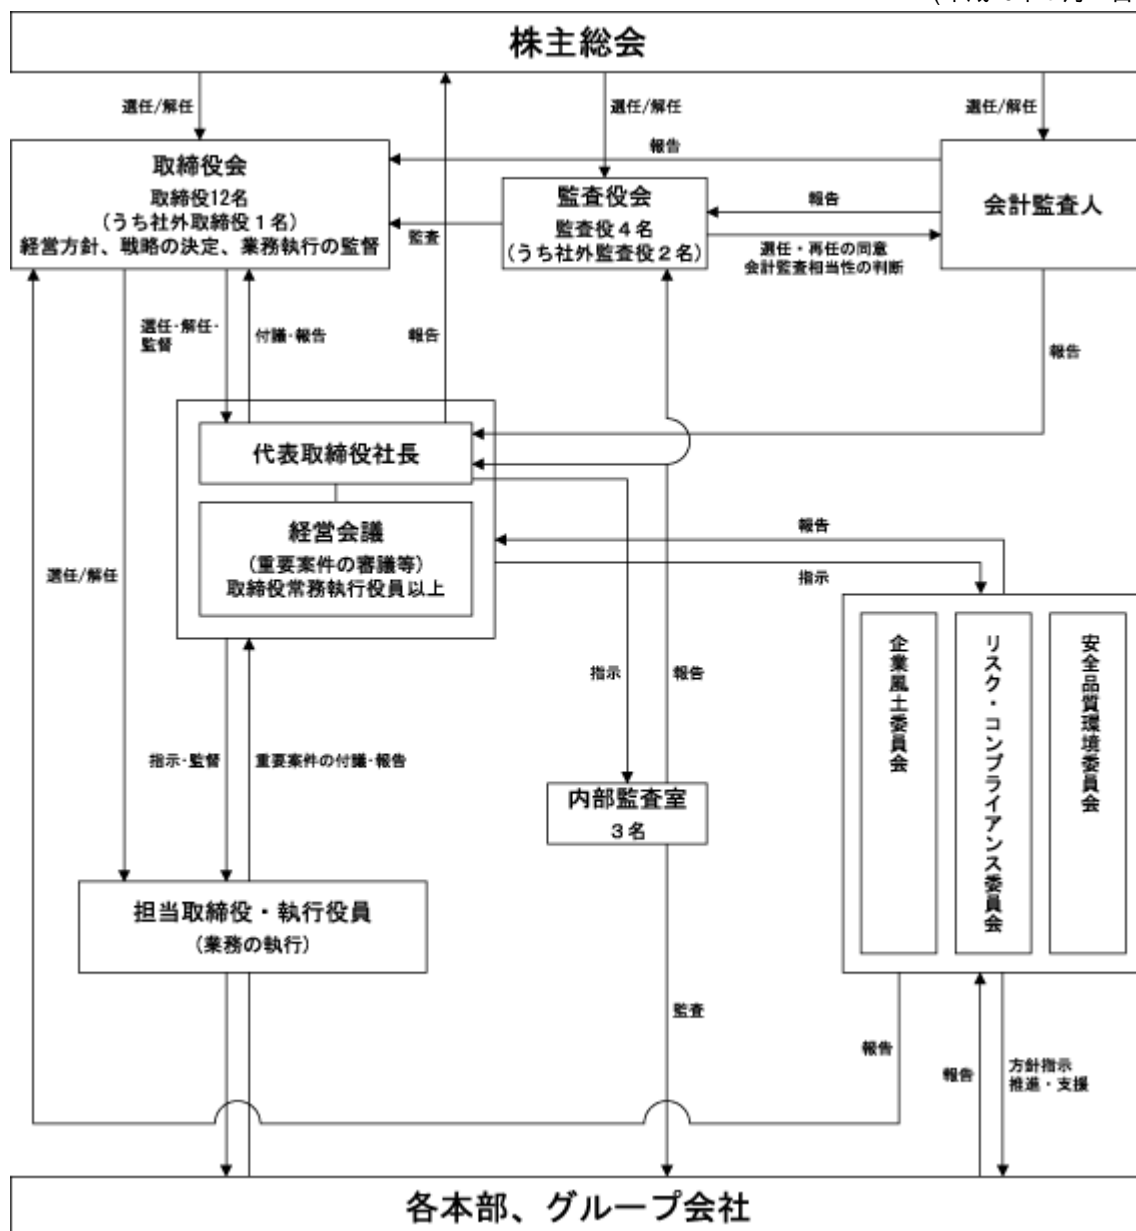 株主総会
選任/解任
選任/解任
選任/解任
取締役会
取締役12名
(うち社外取締役１名)
経営方針、戦略の決定、業務執行の監督
報告
監査
監査役会
監査役４名
(うち社外監査役２名)
報告
選任・再任の同意
会計監査相当性の判断
会計監査人
選任･解任･
監督
付議･報告
報告
報告
代表取締役社長
経営会議
(重要案件の審議等)
取締役常務執行役員以上
報告
指示
選任/解任
指示
報告
企業風土委員会
リスク・コンプライアンス委員会
安全品質環境委員会
指示･監督
重要案件の付議･報告
内部監査室
３名
担当取締役・執行役員
(業務の執行)
監査
報告
報告
方針指示
推進・支援
各本部、グループ会社